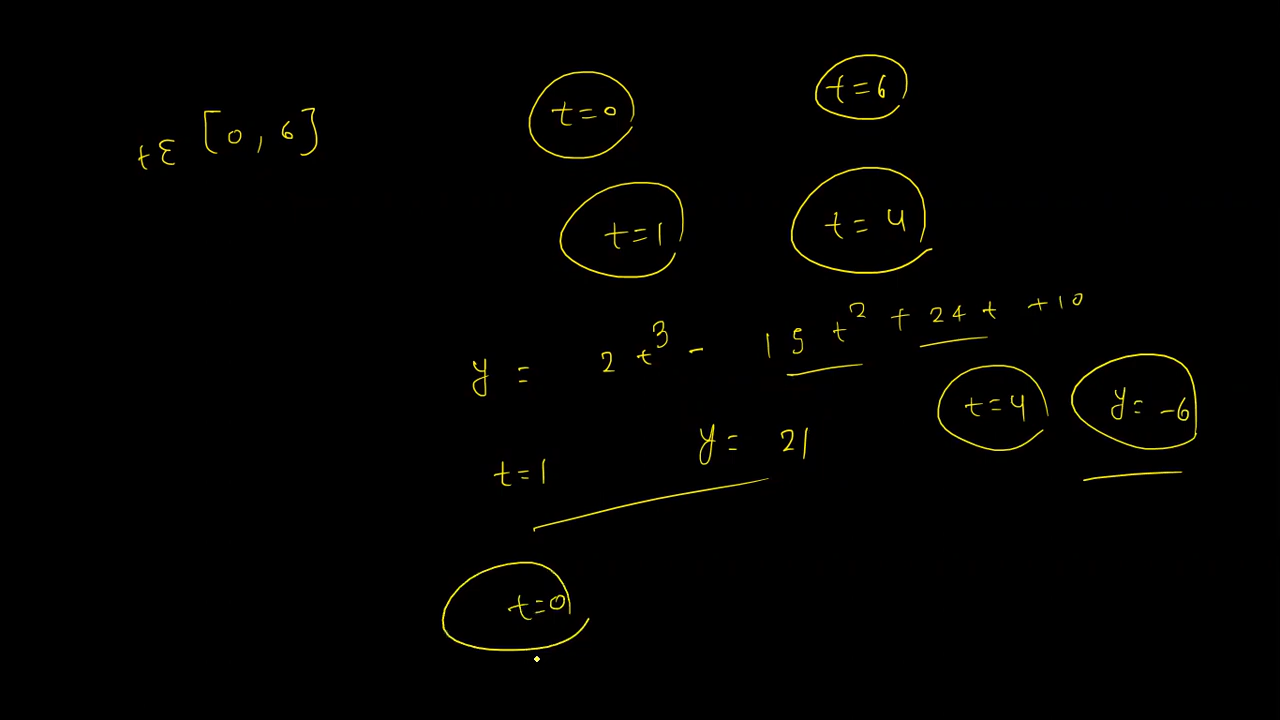 t=0 t=6
t∈ [0, 6]
t=1 t=4
y = 2t³ - 15t² + 24t +10
t=4 y=-6
t=1 y= 21
t=0